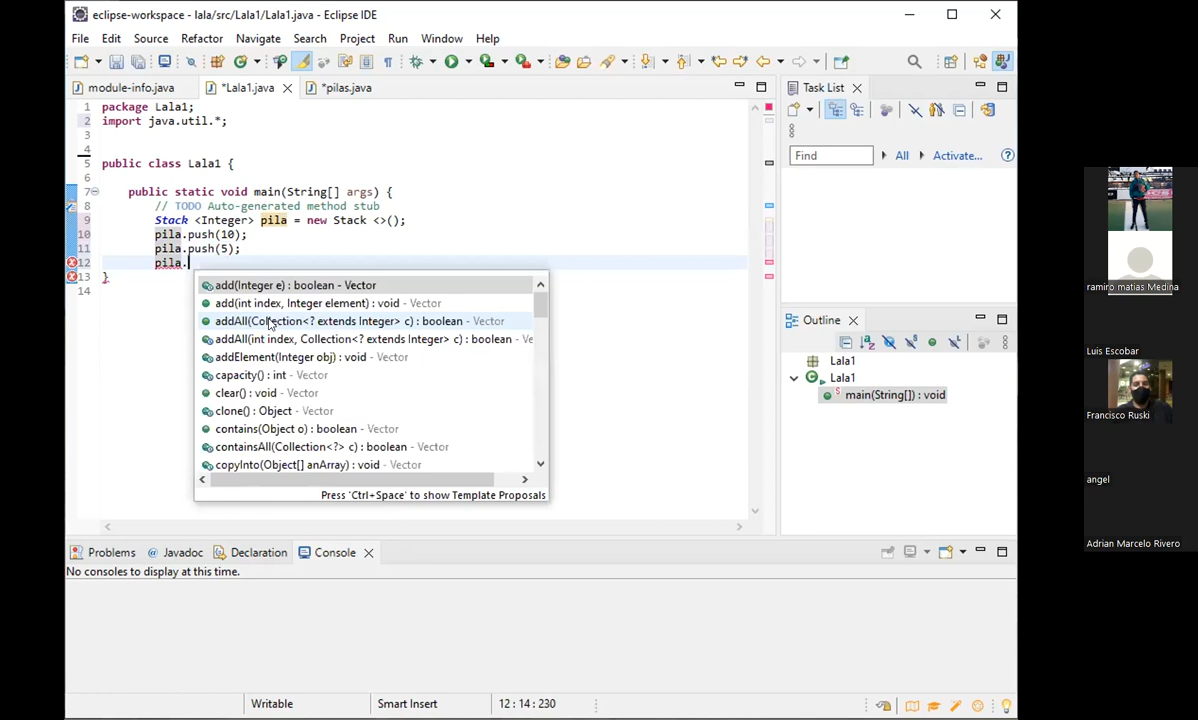 eclipse-workspace - lala/src/Lala1/Lala1.java - Eclipse IDE
File Edit Source Refactor Navigate Search Project Run Window Help
module-info.java
*Lala1.java
*pilas.java
Task List
1 package Lala1;
2 import java.util.*;
3
4
5 public class Lala1 {
6
7 public static void main(String[] args) {
8 // TODO Auto-generated method stub
9 Stack <Integer> pila = new Stack <>();
10 pila.push(10);
11 pila.push(5);
12 pila.
13 }
14
add(Integer e) : boolean - Vector
add(int index, Integer element) : void - Vector
addAll(Collection<? extends Integer> c) : boolean - Vector
addAll(int index, Collection<? extends Integer> c) : boolean - Ve
addElement(Integer obj) : void - Vector
capacity() : int - Vector
clear() : void - Vector
clone() : Object - Vector
contains(Object o) : boolean - Vector
containsAll(Collection<?> c) : boolean - Vector
copyInto(Object[] anArray) : void - Vector
Press 'Ctrl+Space' to show Template Proposals
Find
All
Activate...
Outline
Lala1
Lala1
main(String[]) : void
Problems
@ Javadoc
Declaration
Console
No consoles to display at this time.
Writable
Smart Insert
12 : 14 : 230
ramiro matias Medina
Luis Escobar
Francisco Ruski
angel
Adrian Marcelo Rivero